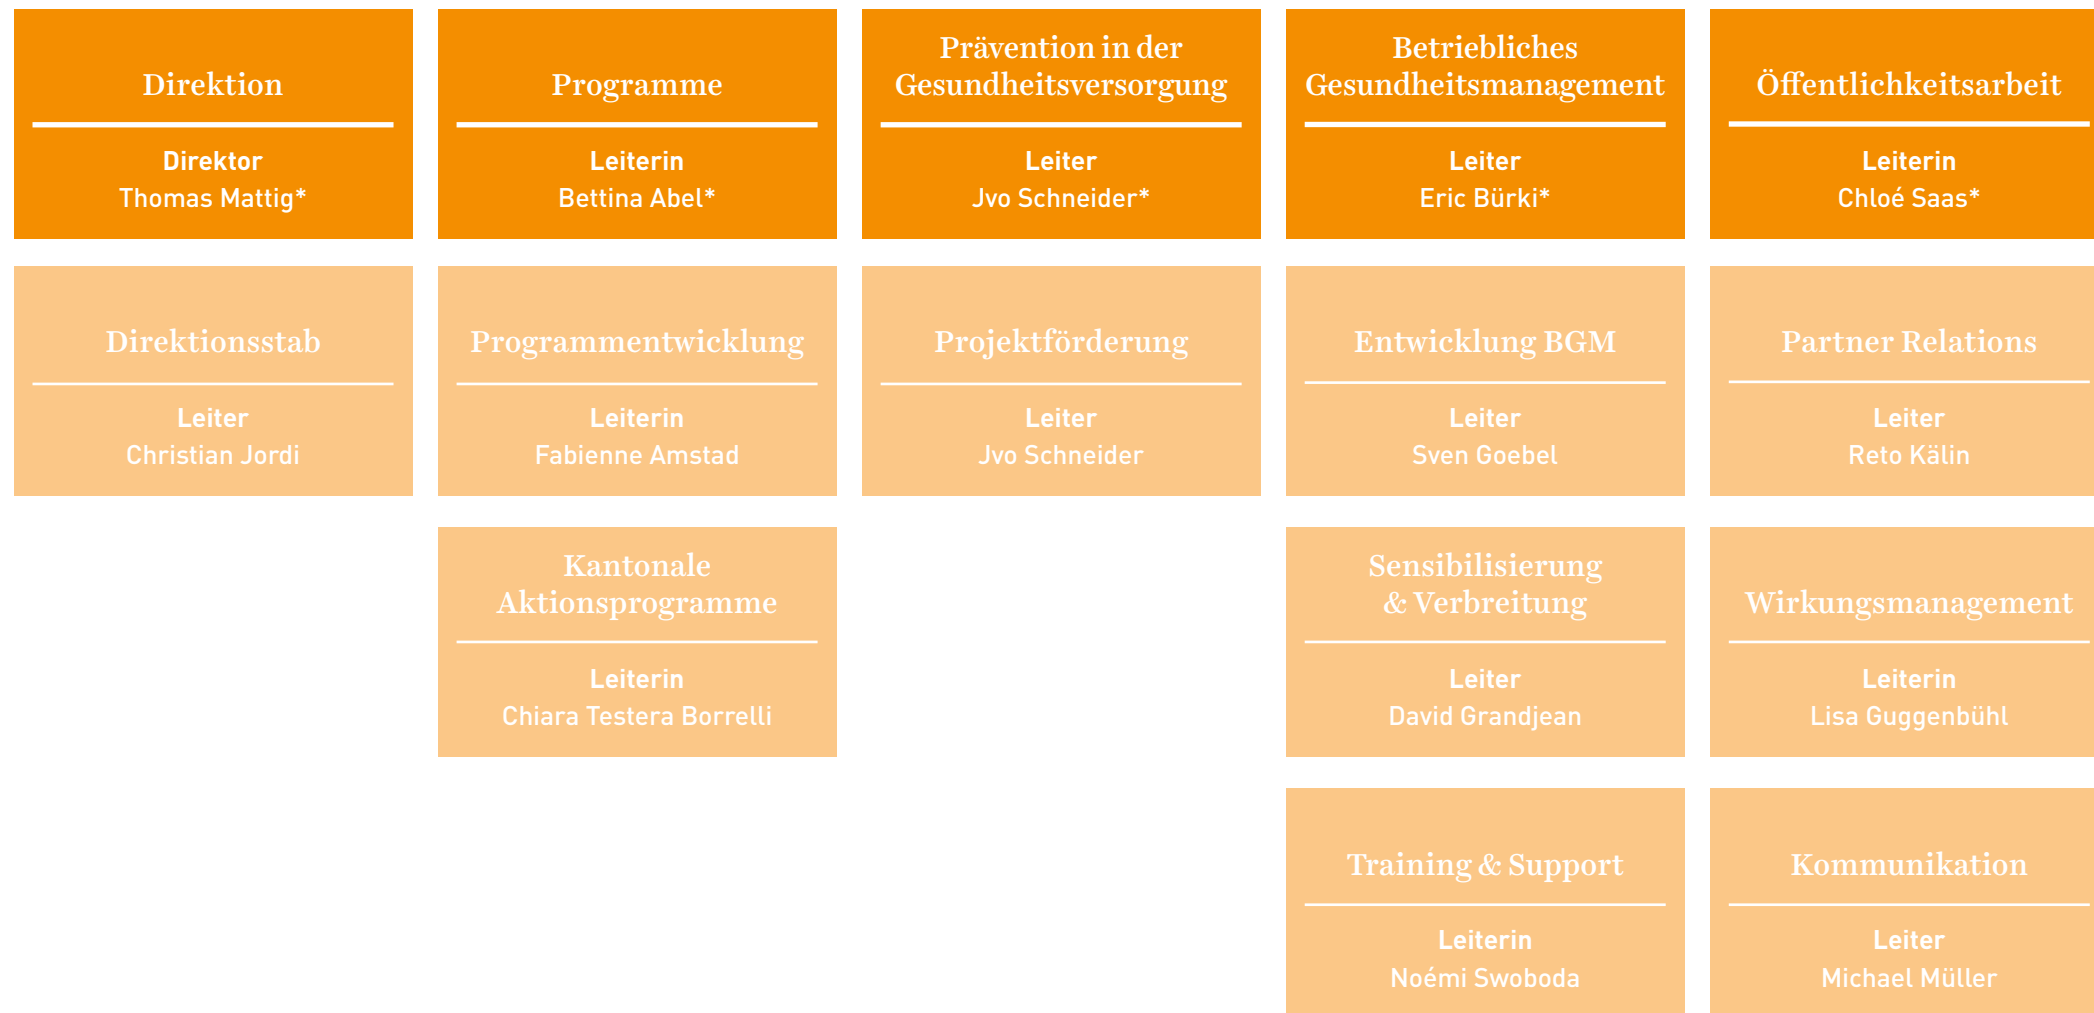 Direktion
Direktor
Thomas Mattig*
Programme
Leiterin
Bettina Abel*
Prävention in der
Gesundheitsversorgung
Leiter
Jvo Schneider*
Betriebliches
Gesundheitsmanagement
Leiter
Eric Bürki*
Öffentlichkeitsarbeit
Leiterin
Chloé Saas*
Direktionsstab
Leiter
Christian Jordi
Programmentwicklung
Leiterin
Fabienne Amstad
Projektförderung
Leiter
Jvo Schneider
Entwicklung BGM
Leiter
Sven Goebel
Partner Relations
Leiter
Reto Kälin
Kantonale
Aktionsprogramme
Leiterin
Chiara Testera Borrelli
Sensibilisierung
& Verbreitung
Leiter
David Grandjean
Wirkungsmanagement
Leiterin
Lisa Guggenbühl
Training & Support
Leiterin
Noémi Swoboda
Kommunikation
Leiter
Michael Müller